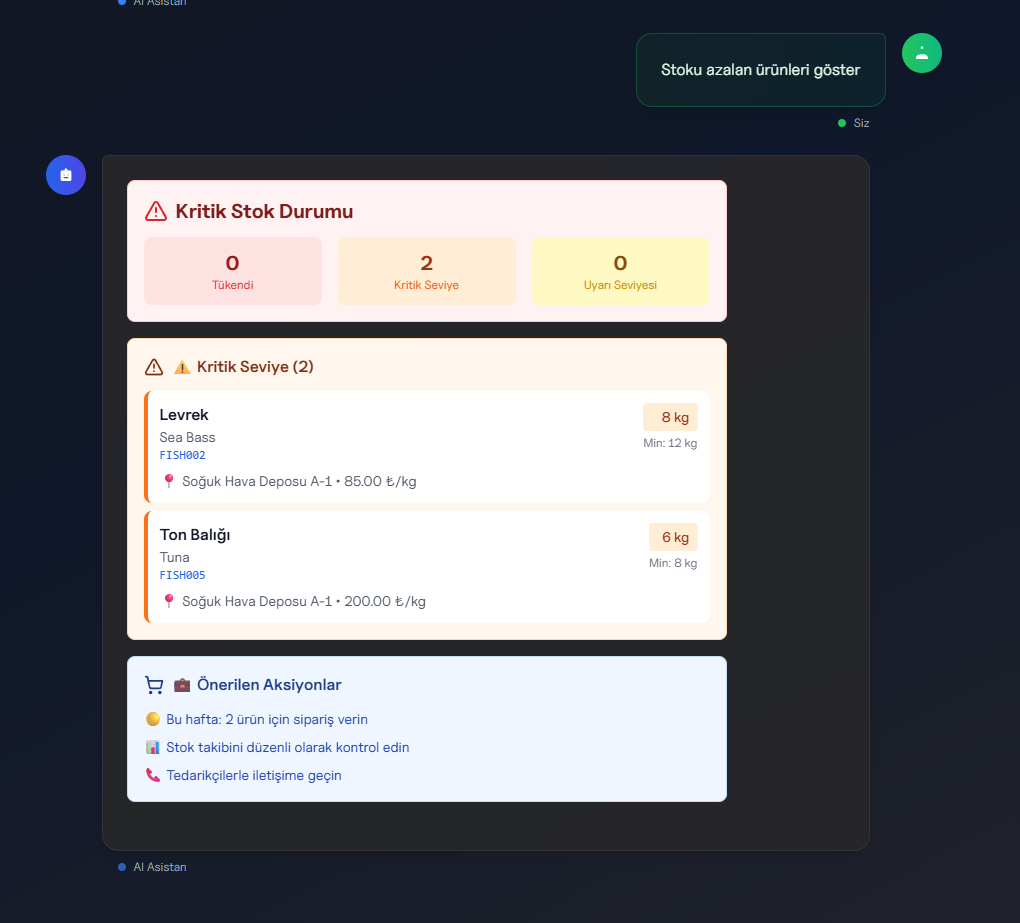 AI Asistan
Stoku azalan ürünleri göster
Siz
Kritik Stok Durumu
0
Tükendi
2
Kritik Seviye
0
Uyarı Seviyesi
Kritik Seviye (2)
Levrek
8 kg
Sea Bass
Min: 12 kg
FISH002
Soğuk Hava Deposu A-1 • 85.00 ₺/kg
Ton Balığı
6 kg
Tuna
Min: 8 kg
FISH005
Soğuk Hava Deposu A-1 • 200.00 ₺/kg
Önerilen Aksiyonlar
Bu hafta: 2 ürün için sipariş verin
Stok takibini düzenli olarak kontrol edin
Tedarikçilerle iletişime geçin
AI Asistan